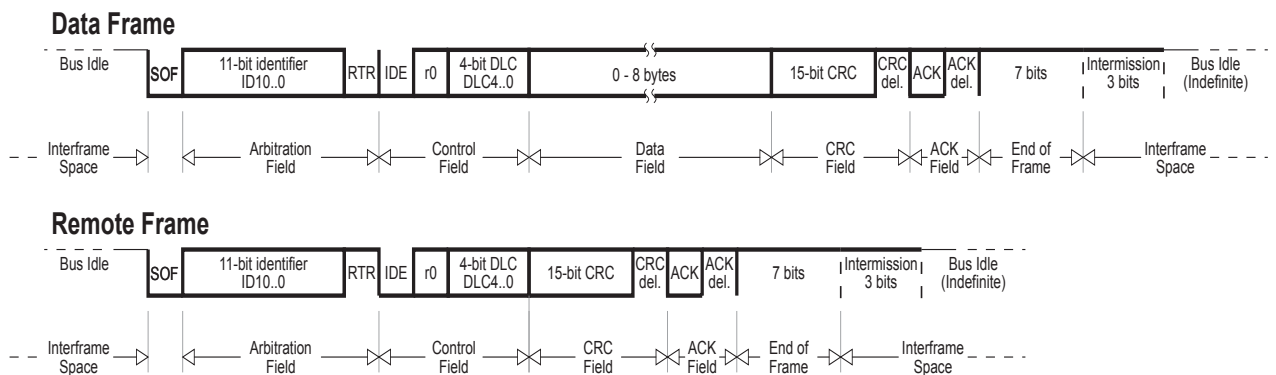 Data Frame
Bus Idle
SOF
11-bit identifier
ID10..0
RTR
IDE
r0
4-bit DLC
DLC4..0
0 - 8 bytes
15-bit CRC
CRC
del.
ACK
ACK
del.
7 bits
Intermission
3 bits
Bus Idle
(Indefinite)
Interframe
Space
Arbitration
Field
Control
Field
Data
Field
CRC
Field
ACK
Field
End of
Frame
Interframe
Space
Remote Frame
Bus Idle
SOF
11-bit identifier
ID10..0
RTR
IDE
r0
4-bit DLC
DLC4..0
15-bit CRC
CRC
del.
ACK
ACK
del.
7 bits
Intermission
3 bits
Bus Idle
(Indefinite)
Interframe
Space
Arbitration
Field
Control
Field
CRC
Field
ACK
Field
End of
Frame
Interframe
Space